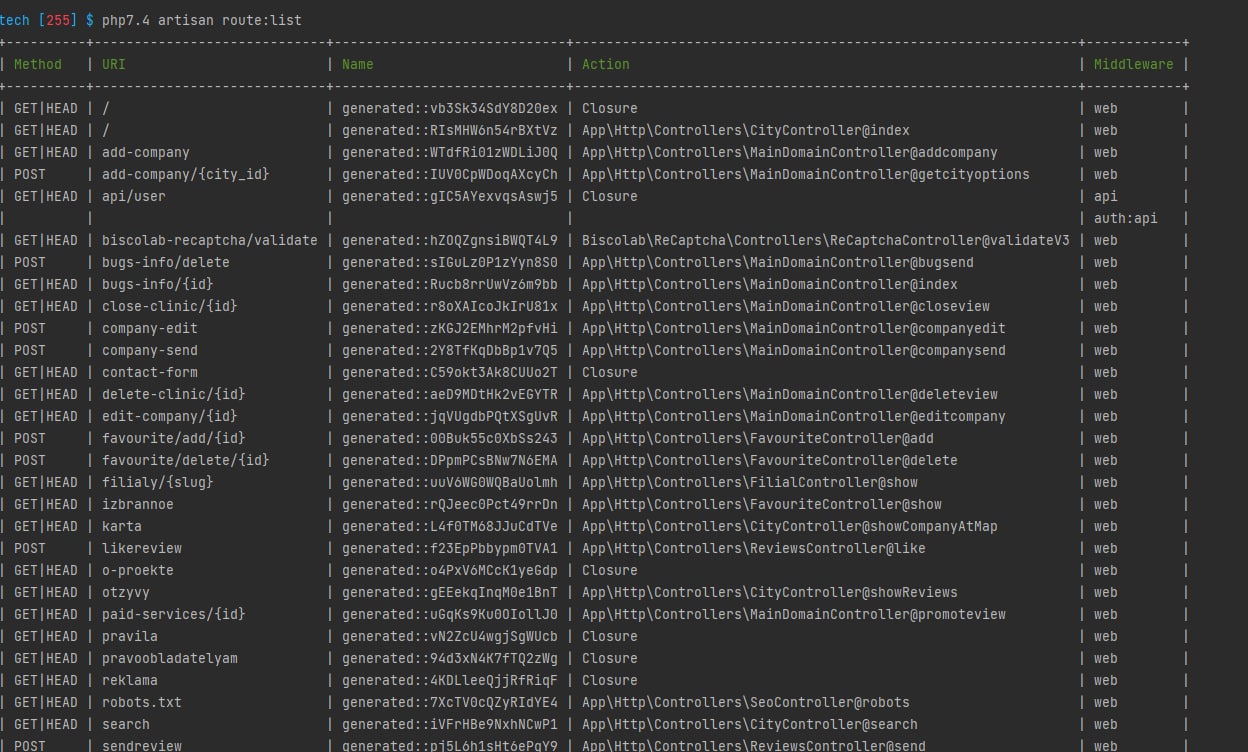 tech [255] $ php7.4 artisan route:list
+----------+-----------------------------+-----------------------------+----------------------------------------------------------------+------------+
| Method | URI | Name | Action | Middleware |
+----------+-----------------------------+-----------------------------+----------------------------------------------------------------+------------+
| GET|HEAD | / | generated::vb3Sk34SdY8D20ex | Closure | web |
| GET|HEAD | / | generated::RIsMHW6n54rBXtVz | App\Http\Controllers\CityController@index | web |
| GET|HEAD | add-company | generated::WTdfRi01zWDLiJ0Q | App\Http\Controllers\MainDomainController@addcompany | web |
| POST | add-company/{city_id} | generated::IUV0CpWDoqAXcyCh | App\Http\Controllers\MainDomainController@getcityoptions | web |
| GET|HEAD | api/user | generated::gIC5AYexvqsAswj5 | Closure | api |
| | | | | auth:api |
| GET|HEAD | biscolab-recaptcha/validate | generated::hZOQZgnsiBWQT4L9 | Biscolab\ReCaptcha\Controllers\ReCaptchaController@validateV3 | web |
| POST | bugs-info/delete | generated::sIGuLz0P1zYyn8S0 | App\Http\Controllers\MainDomainController@bugsend | web |
| GET|HEAD | bugs-info/{id} | generated::Rucb8rrUwVz6m9bb | App\Http\Controllers\MainDomainController@index | web |
| GET|HEAD | close-clinic/{id} | generated::r8oXAIcoJkIrU81x | App\Http\Controllers\MainDomainController@closeview | web |
| POST | company-edit | generated::zKGJ2EMhrM2pfvHi | App\Http\Controllers\MainDomainController@companyedit | web |
| POST | company-send | generated::2Y8TfKqDbBp1v7Q5 | App\Http\Controllers\MainDomainController@companysend | web |
| GET|HEAD | contact-form | generated::C59okt3Ak8CUUo2T | Closure | web |
| GET|HEAD | delete-clinic/{id} | generated::aeD9MDtHk2vEGYTR | App\Http\Controllers\MainDomainController@deleteview | web |
| GET|HEAD | edit-company/{id} | generated::jqVUgdbPQtXSgUvR | App\Http\Controllers\MainDomainController@editcompany | web |
| POST | favourite/add/{id} | generated::00Buk55c0XbSs243 | App\Http\Controllers\FavouriteController@add | web |
| POST | favourite/delete/{id} | generated::DPpmPCsBNw7N6EMA | App\Http\Controllers\FavouriteController@delete | web |
| GET|HEAD | filialy/{slug} | generated::uuV6WG0WQBaUolmh | App\Http\Controllers\FilialController@show | web |
| GET|HEAD | izbrannoe | generated::rQJeec0Pct49rrDn | App\Http\Controllers\FavouriteController@show | web |
| GET|HEAD | karta | generated::L4f0TM68JJuCdTVe | App\Http\Controllers\CityController@showCompanyAtMap | web |
| POST | likereview | generated::f23EpPbbypm0TVA1 | App\Http\Controllers\ReviewsController@like | web |
| GET|HEAD | o-proekte | generated::o4PxV6MCcK1yeGdp | Closure | web |
| GET|HEAD | otzyvy | generated::gEEekqInqM0e1BnT | App\Http\Controllers\CityController@showReviews | web |
| GET|HEAD | paid-services/{id} | generated::uGqKs9Ku0OIollJ0 | App\Http\Controllers\MainDomainController@promoteview | web |
| GET|HEAD | pravila | generated::vN2ZcU4wgjSgWUcb | Closure | web |
| GET|HEAD | pravoobladatelyam | generated::94d3xN4K7fTQ2zWg | Closure | web |
| GET|HEAD | reklama | generated::4KDLleeQjjRfRiqF | Closure | web |
| GET|HEAD | robots.txt | generated::7XcTV0cQZyRIdYE4 | App\Http\Controllers\SeoController@robots | web |
| GET|HEAD | search | generated::iVFrHBe9NxhNCwP1 | App\Http\Controllers\CityController@search | web |
| POST | sendreview | generated::pj5L6h1sHt6ePqY9 | App\Http\Controllers\ReviewsController@send | web |